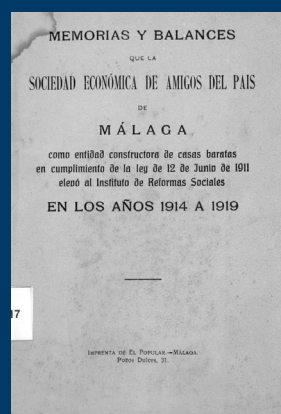 MEMORIAS Y BALANCES
QUE LA
SOCIEDAD ECONÓMICA DE AMIGOS DEL PAIS
DE
MÁLAGA
como entidad constructora de casas baratas
en cumplimiento de la ley de 12 de Junio de 1911
elevó al Instituto de Reformas Sociales
EN LOS AÑOS 1914 A 1919
17
IMPRENTA DE EL POPULAR.—MÁLAGA
Pozos Dulces, 31.